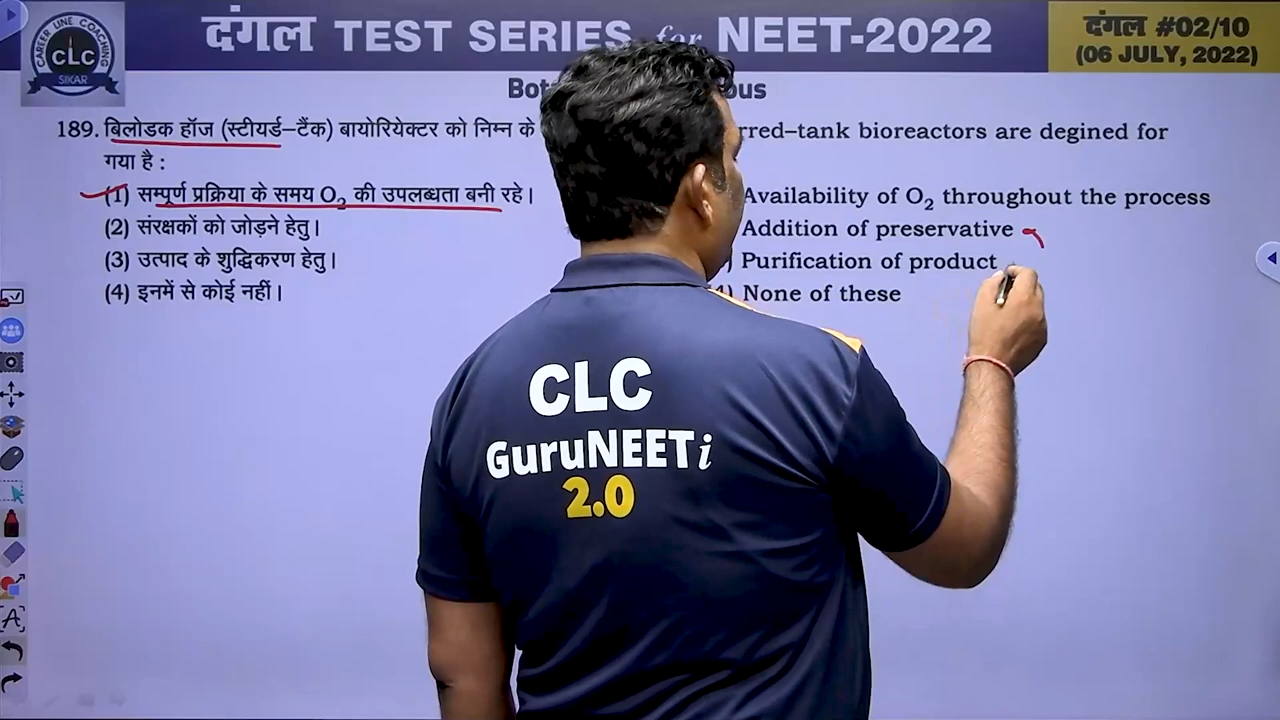 CAREER LINE COACHING
CLC
SIKAR
दंगल TEST SERIES for NEET-2022
दंगल #02/10
(06 JULY, 2022)
189. बिलोडक हॉज (स्टीयर्ड–टैंक) बायोरियेक्टर को निम्न के
गया है :
(1) सम्पूर्ण प्रक्रिया के समय O₂ की उपलब्धता बनी रहे।
(2) संरक्षकों को जोड़ने हेतु।
(3) उत्पाद के शुद्धिकरण हेतु।
(4) इनमें से कोई नहीं।
rred–tank bioreactors are degined for
Availability of O₂ throughout the process
Addition of preservative
) Purification of product
) None of these
CLC
GuruNEETi
2.0